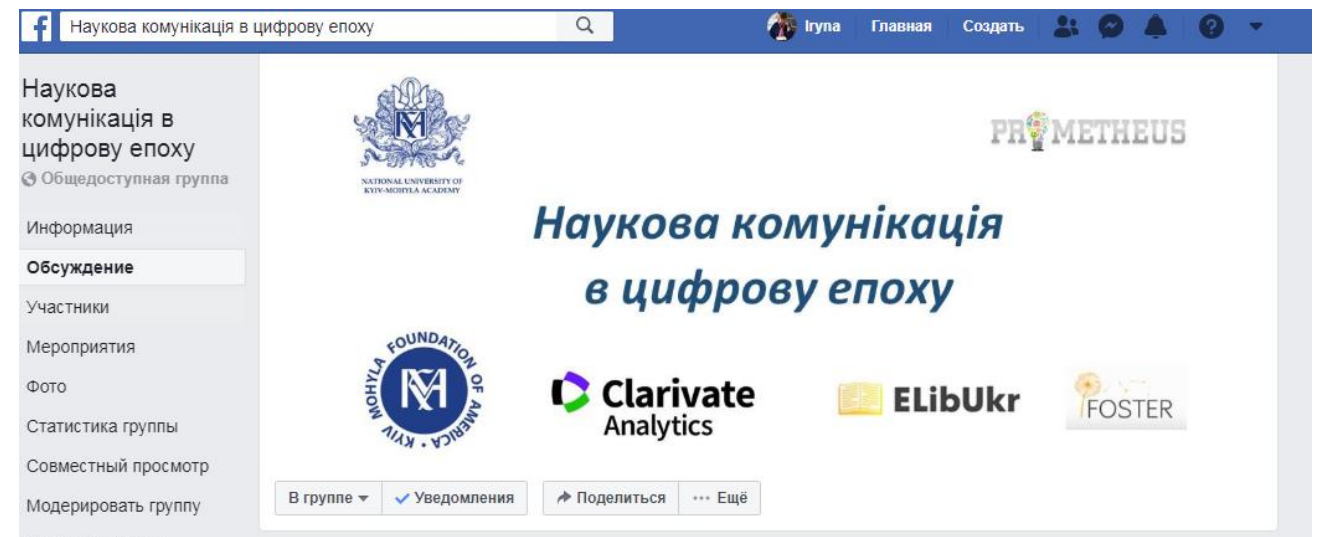 Наукова комунікація в цифрову епоху
Iryna
Главная
Создать
Наукова
комунікація в
цифрову епоху
Общедоступная группа
Информация
Обсуждение
Участники
Мероприятия
Фото
Статистика группы
Совместный просмотр
Модерировать группу
NATIONAL UNIVERSITY OF
KYIV-MOHYLA ACADEMY
PROMETHEUS
Наукова комунікація
в цифрову епоху
KYIV MOHYLA FOUNDATION OF AMERICA •
Clarivate
Analytics
ELibUkr
FOSTER
В группе
Уведомления
Поделиться
Ещё